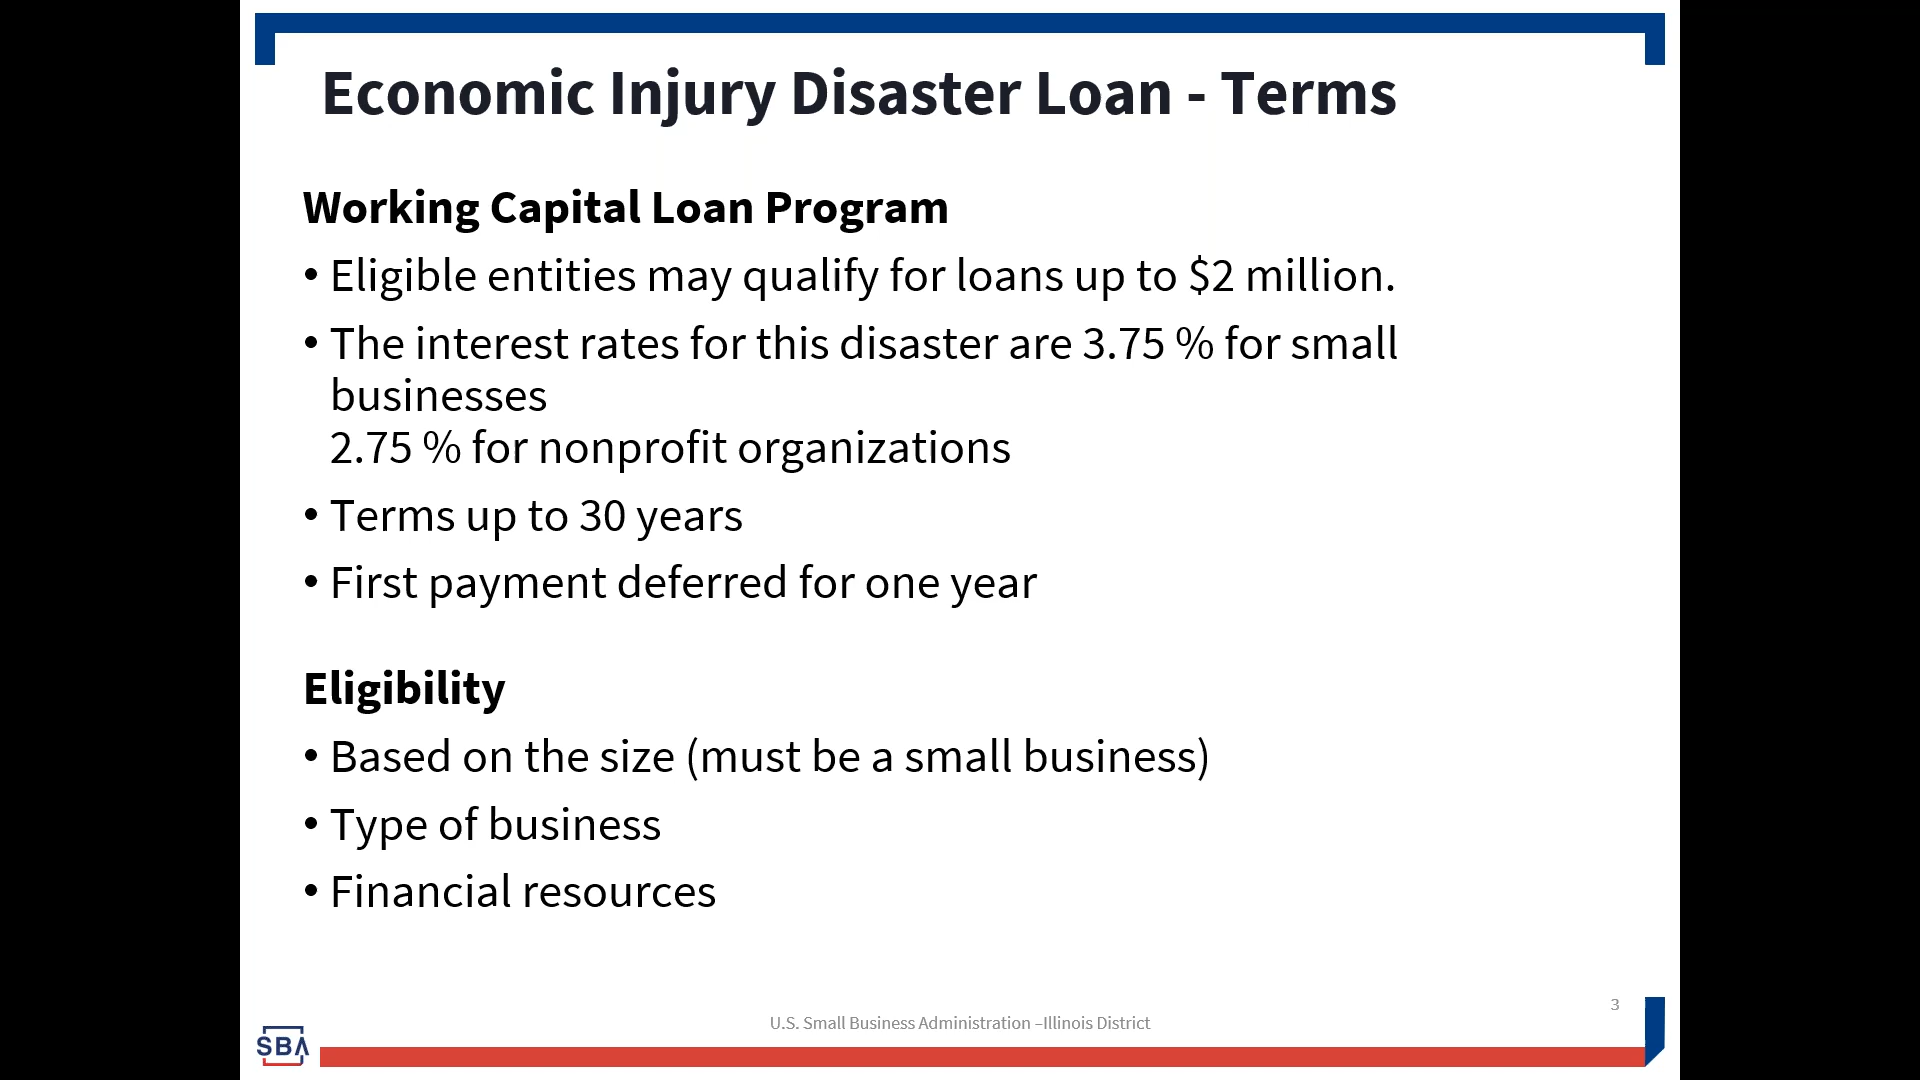 Economic Injury Disaster Loan - Terms
Working Capital Loan Program
• Eligible entities may qualify for loans up to $2 million.
• The interest rates for this disaster are 3.75 % for small
businesses
2.75 % for nonprofit organizations
• Terms up to 30 years
• First payment deferred for one year
Eligibility
• Based on the size (must be a small business)
• Type of business
• Financial resources
3
U.S. Small Business Administration –Illinois District
SBA